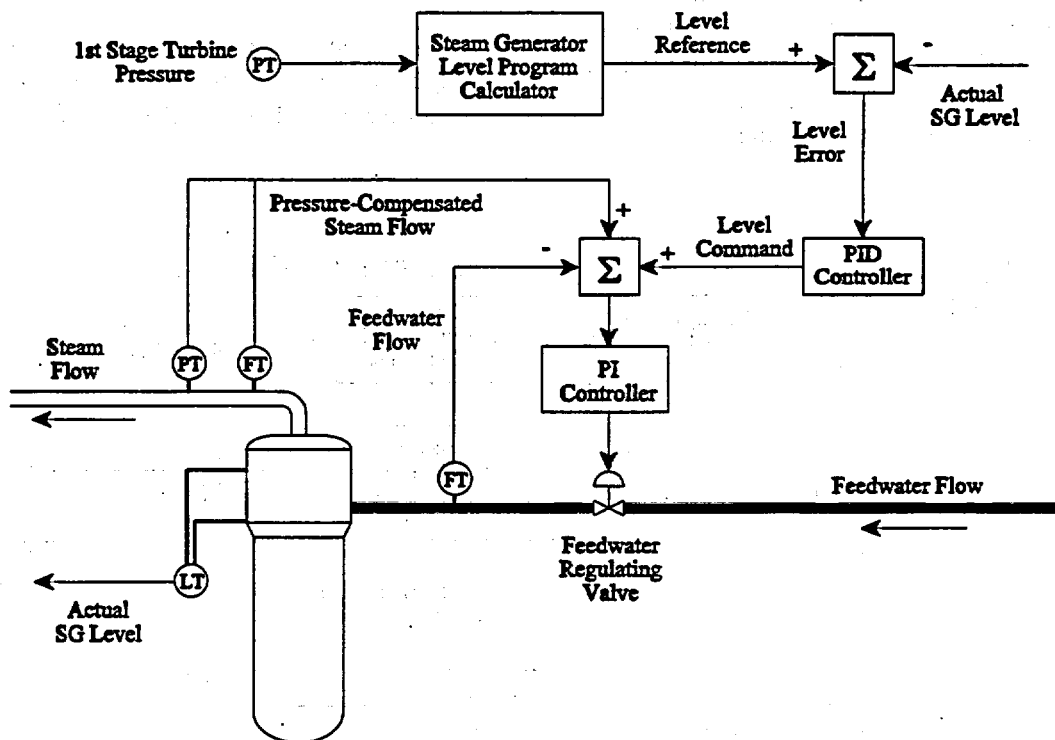 1st Stage Turbine
Pressure
PT
Steam Generator
Level Program
Calculator
Level
Reference
+
Σ
-
Actual
SG Level
Level
Error
Pressure-Compensated
Steam Flow
+
-
Σ
+
Level
Command
PID
Controller
Feedwater
Flow
Steam
Flow
PT
FT
PI
Controller
FT
Feedwater Flow
Feedwater
Regulating
Valve
LT
Actual
SG Level